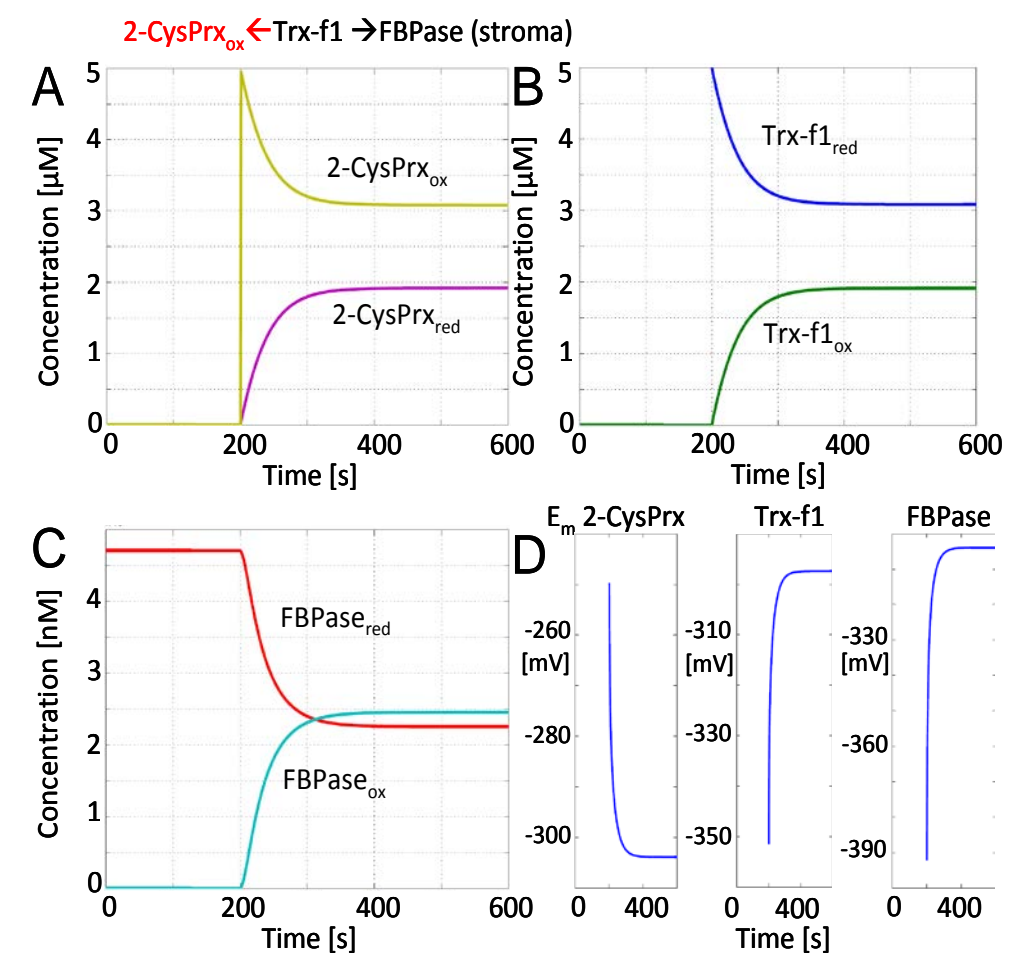 2-CysPrxox ←Trx-f1 →FBPase (stroma)
A
5
4
3
2
1
0
Concentration [µM]
2-CysPrxox
2-CysPrxred
0 200 400 600
Time [s]
B
5
4
3
2
1
0
Concentration [µM]
Trx-f1red
Trx-f1ox
0 200 400 600
Time [s]
C
4
3
2
1
0
Concentration [nM]
FBPasered
FBPaseox
0 200 400 600
Time [s]
D
Em 2-CysPrx Trx-f1 FBPase
-260
[mV]
-280
-300
0 400
-310
[mV]
-330
-350
0 400
-330
[mV]
-360
-390
0 400
Time [s]